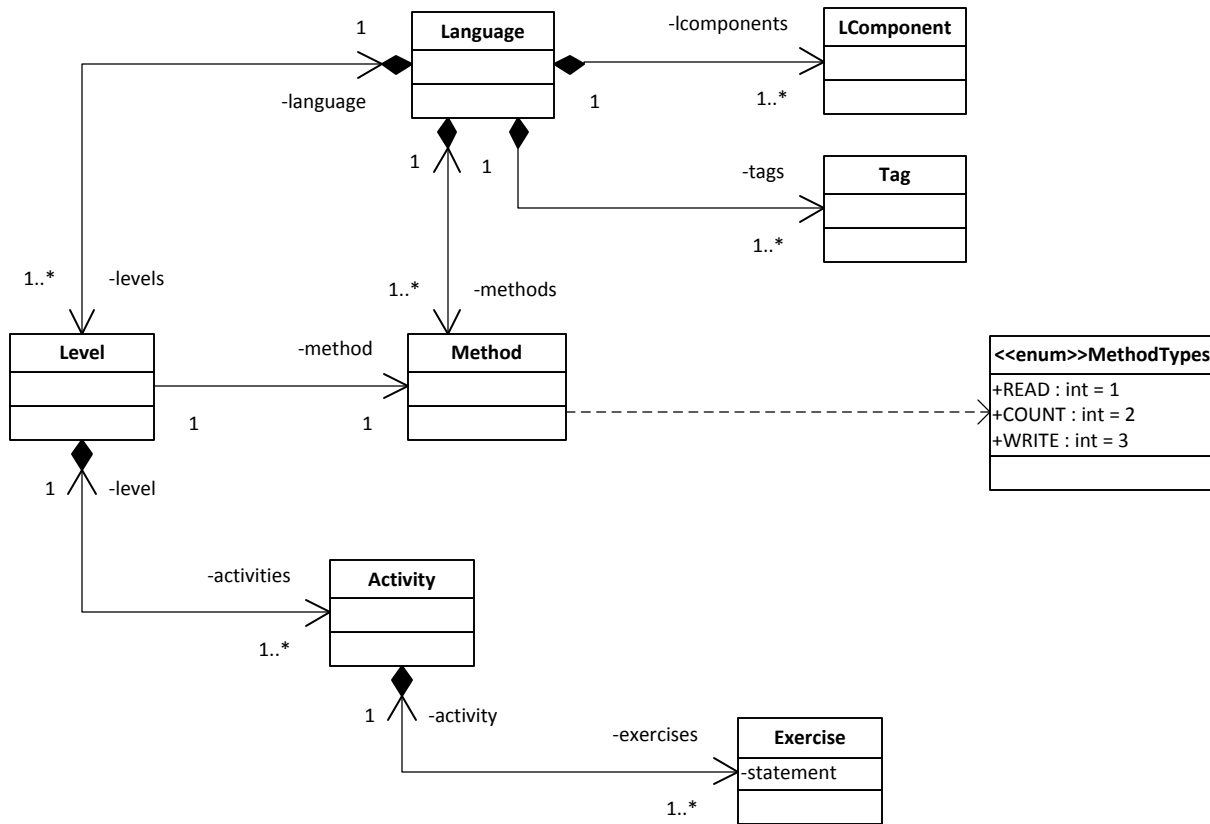 Language
LComponent
1
-lcomponents
-language
1
1..*
1
1
Tag
-tags
1..*
1..*
-levels
1..*
-methods
Level
-method
Method
<<enum>>MethodTypes
+READ : int = 1
+COUNT : int = 2
+WRITE : int = 3
1
1
1
-level
-activities
Activity
1..*
1
-activity
-exercises
Exercise
-statement
1..*